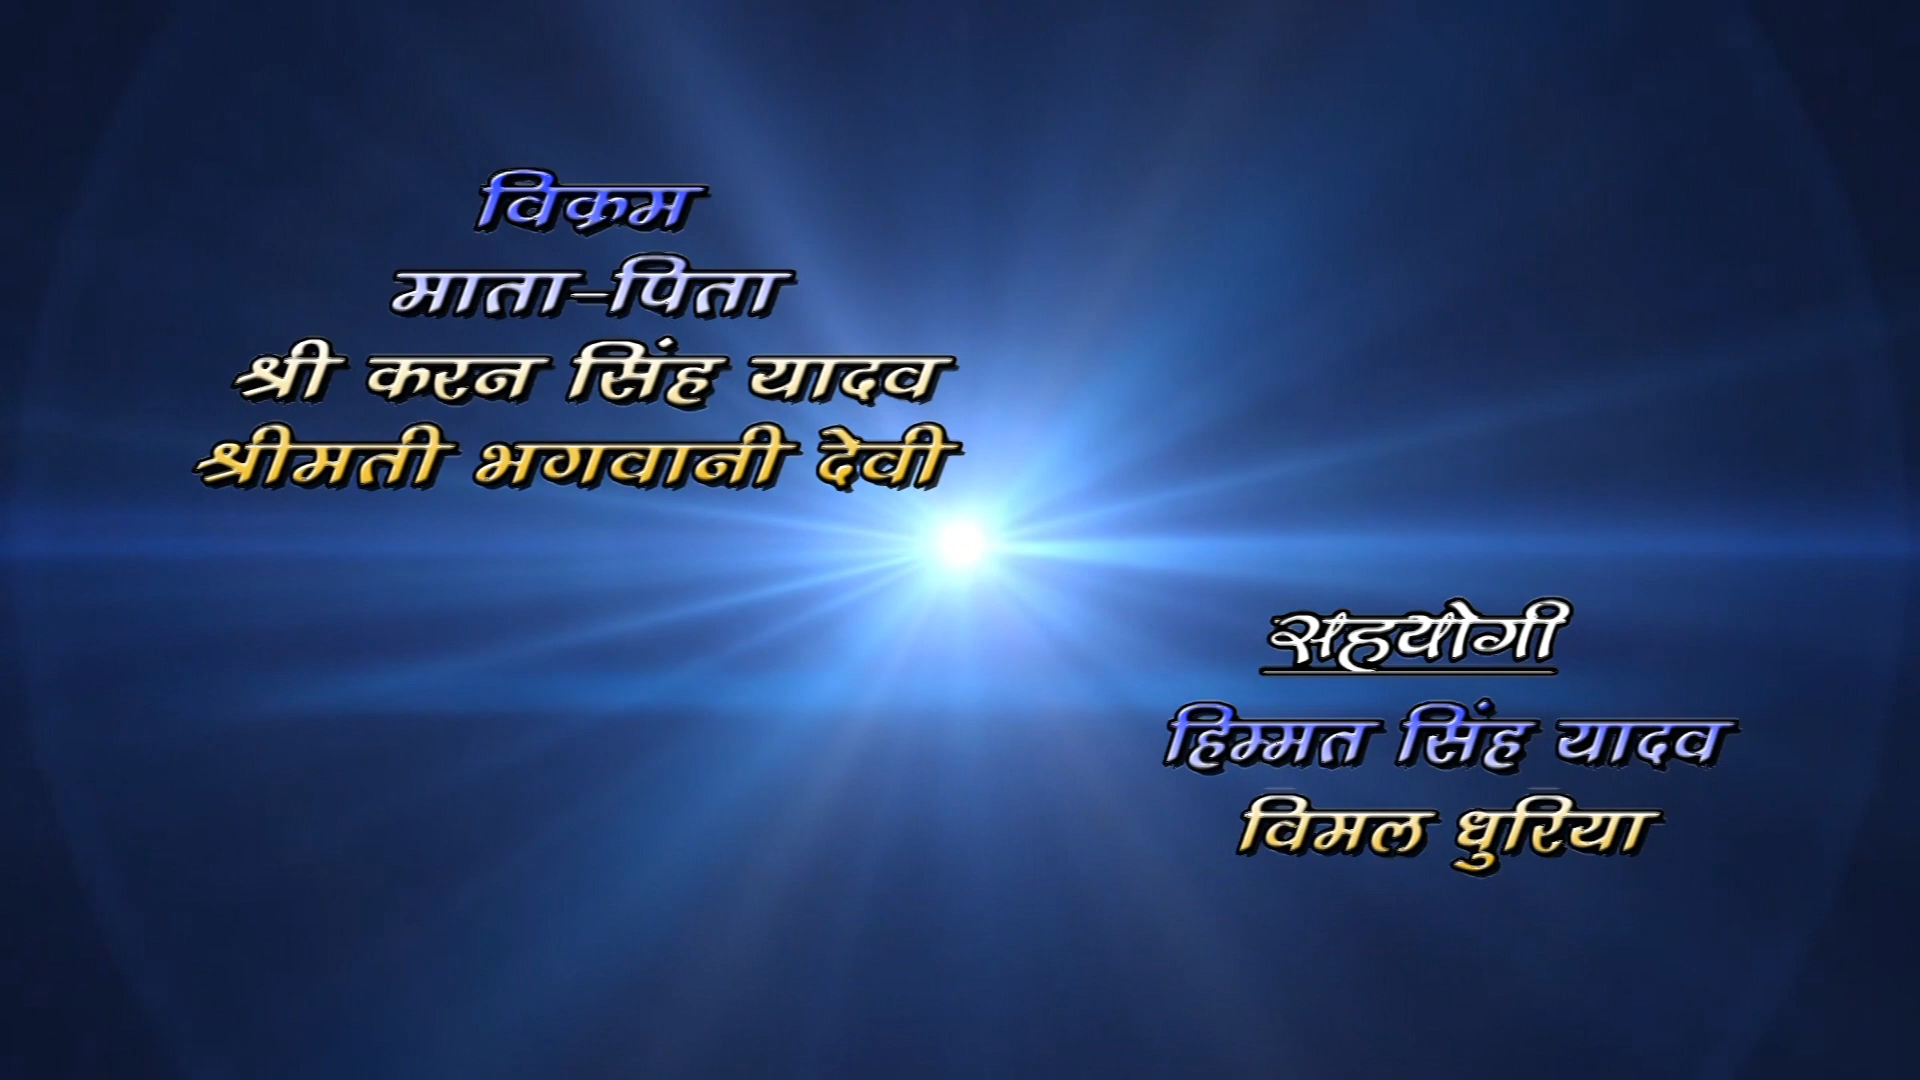 विक्रम
माता-पिता
श्री करन सिंह यादव
श्रीमती भगवानी देवी
सहयोगी
हिम्मत सिंह यादव
विमल धुरिया